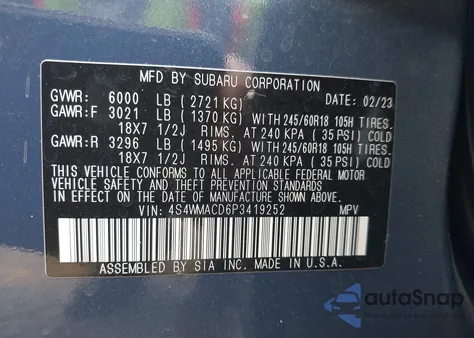 MFD BY SUBARU CORPORATION
GVWR: 6000 LB (2721 KG) DATE: 02/23
GAWR:F 3021 LB (1370 KG) WITH 245/60R18 105H TIRES.
18X7 1/2J RIMS. AT 240 KPA (35 PSI) COLD
GAWR:R 3296 LB (1495 KG) WITH 245/60R18 105H TIRES.
18X7 1/2J RIMS. AT 240 KPA (35 PSI) COLD
THIS VEHICLE CONFORMS TO ALL APPLICABLE FEDERAL MOTOR
VEHICLE SAFETY AND THEFT PREVENTION STANDARDS
IN EFFECT ON THE DATE OF MANUFACTURE SHOWN ABOVE.
VIN: 4S4WMACD6P3419252 MPV
ASSEMBLED BY SIA INC. MADE IN U.S.A.
autoSnap
www.autosnap.com